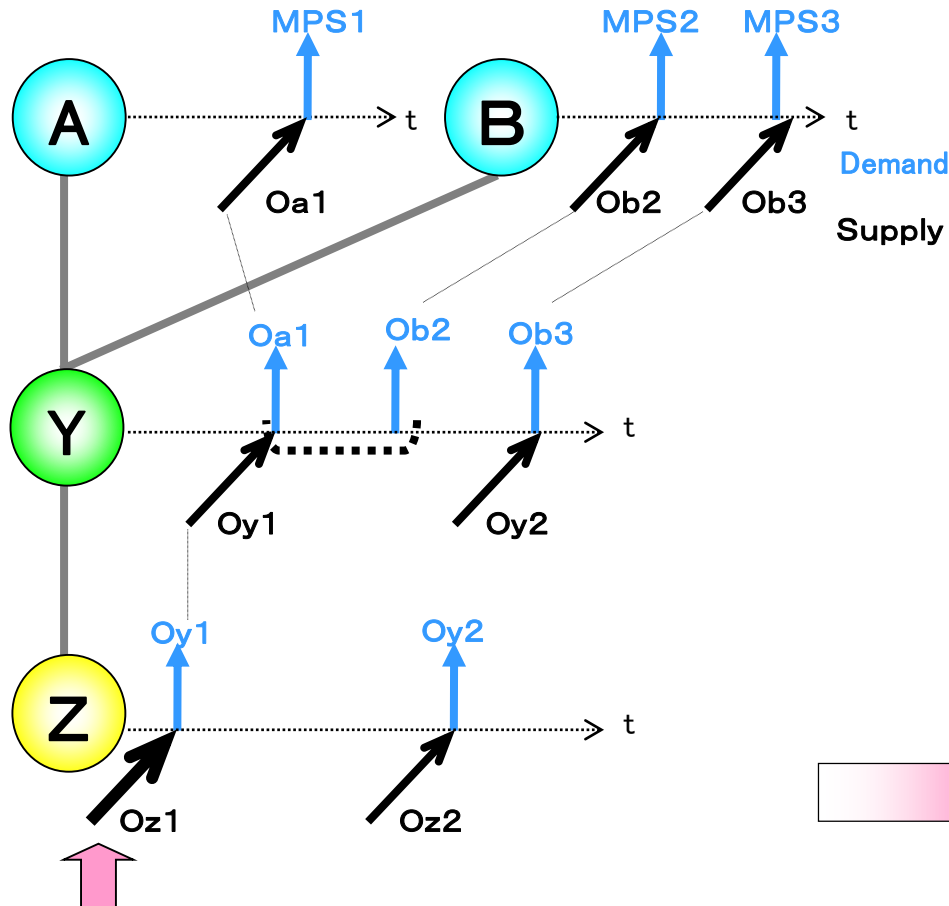 MPS1
MPS2
MPS3
A
t
B
t
Demand
Oa1
Ob2
Ob3
Supply
Oa1
Ob2
Ob3
Y
t
Oy1
Oy2
Oy1
Oy2
Z
t
Oz1
Oz2